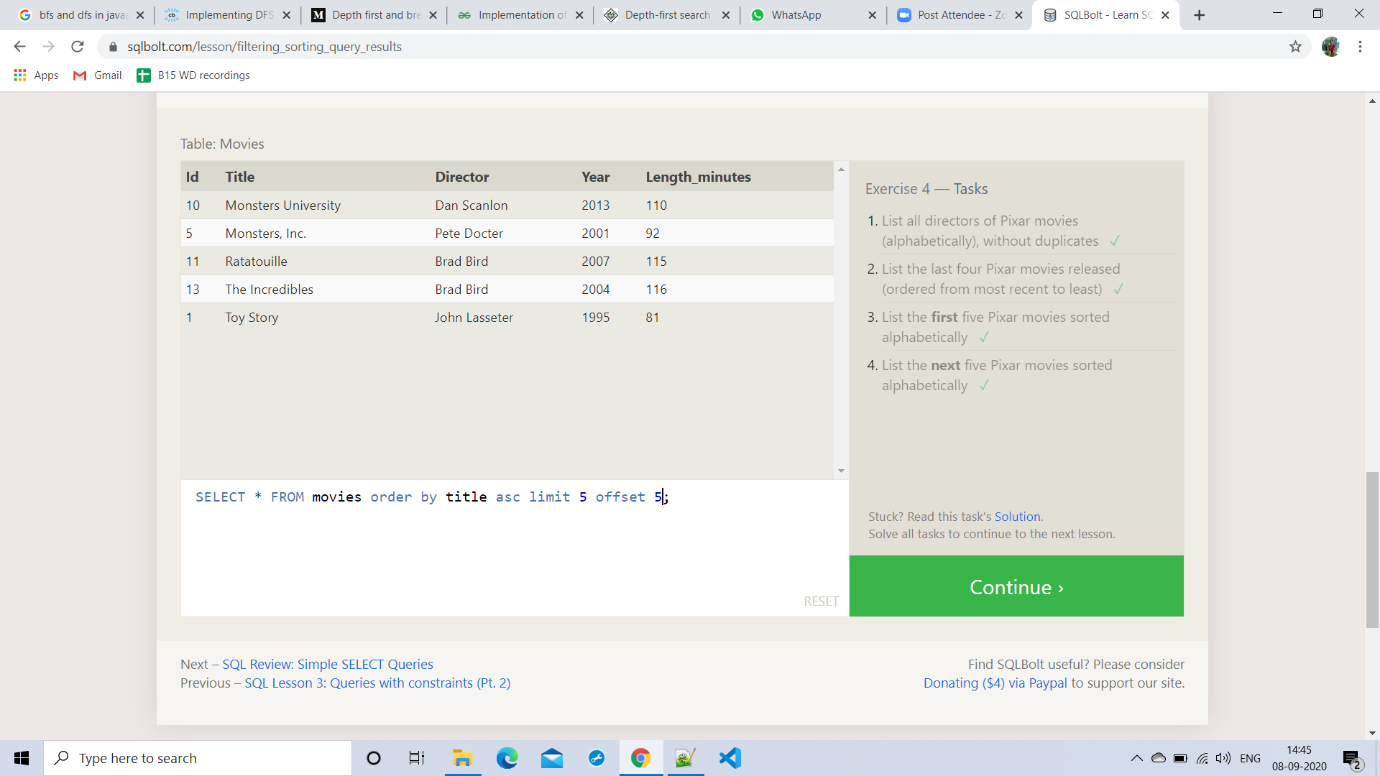 bfs and dfs in javas
Implementing DFS
Depth first and bre
Implementation of
Depth-first search
WhatsApp
Post Attendee - Zo
SQLBolt - Learn SQ
sqlbolt.com/lesson/filtering_sorting_query_results
Apps Gmail B15 WD recordings
Table: Movies
Id Title Director Year Length_minutes
10 Monsters University Dan Scanlon 2013 110
5 Monsters, Inc. Pete Docter 2001 92
11 Ratatouille Brad Bird 2007 115
13 The Incredibles Brad Bird 2004 116
1 Toy Story John Lasseter 1995 81
SELECT * FROM movies order by title asc limit 5 offset 5;
RESET
Exercise 4 — Tasks
1. List all directors of Pixar movies
(alphabetically), without duplicates ✓
2. List the last four Pixar movies released
(ordered from most recent to least) ✓
3. List the first five Pixar movies sorted
alphabetically ✓
4. List the next five Pixar movies sorted
alphabetically ✓
Stuck? Read this task's Solution.
Solve all tasks to continue to the next lesson.
Continue ›
Next – SQL Review: Simple SELECT Queries
Previous – SQL Lesson 3: Queries with constraints (Pt. 2)
Find SQLBolt useful? Please consider
Donating ($4) via Paypal to support our site.
Type here to search
ENG
14:45
08-09-2020
2